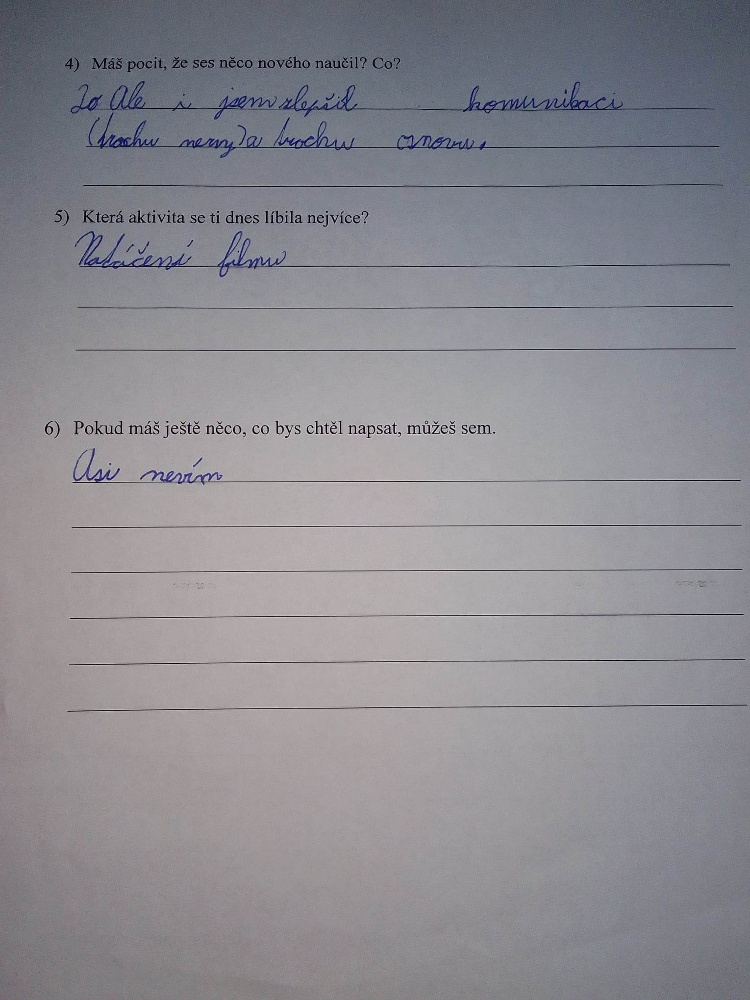 4) Máš pocit, že ses něco nového naučil? Co?
Jo Ale i jsem zlepšil komunikaci
(trochu nervy) a trochu osnovu.
5) Která aktivita se ti dnes líbila nejvíce?
Natáčení filmu
6) Pokud máš ještě něco, co bys chtěl napsat, můžeš sem.
Asi nevím